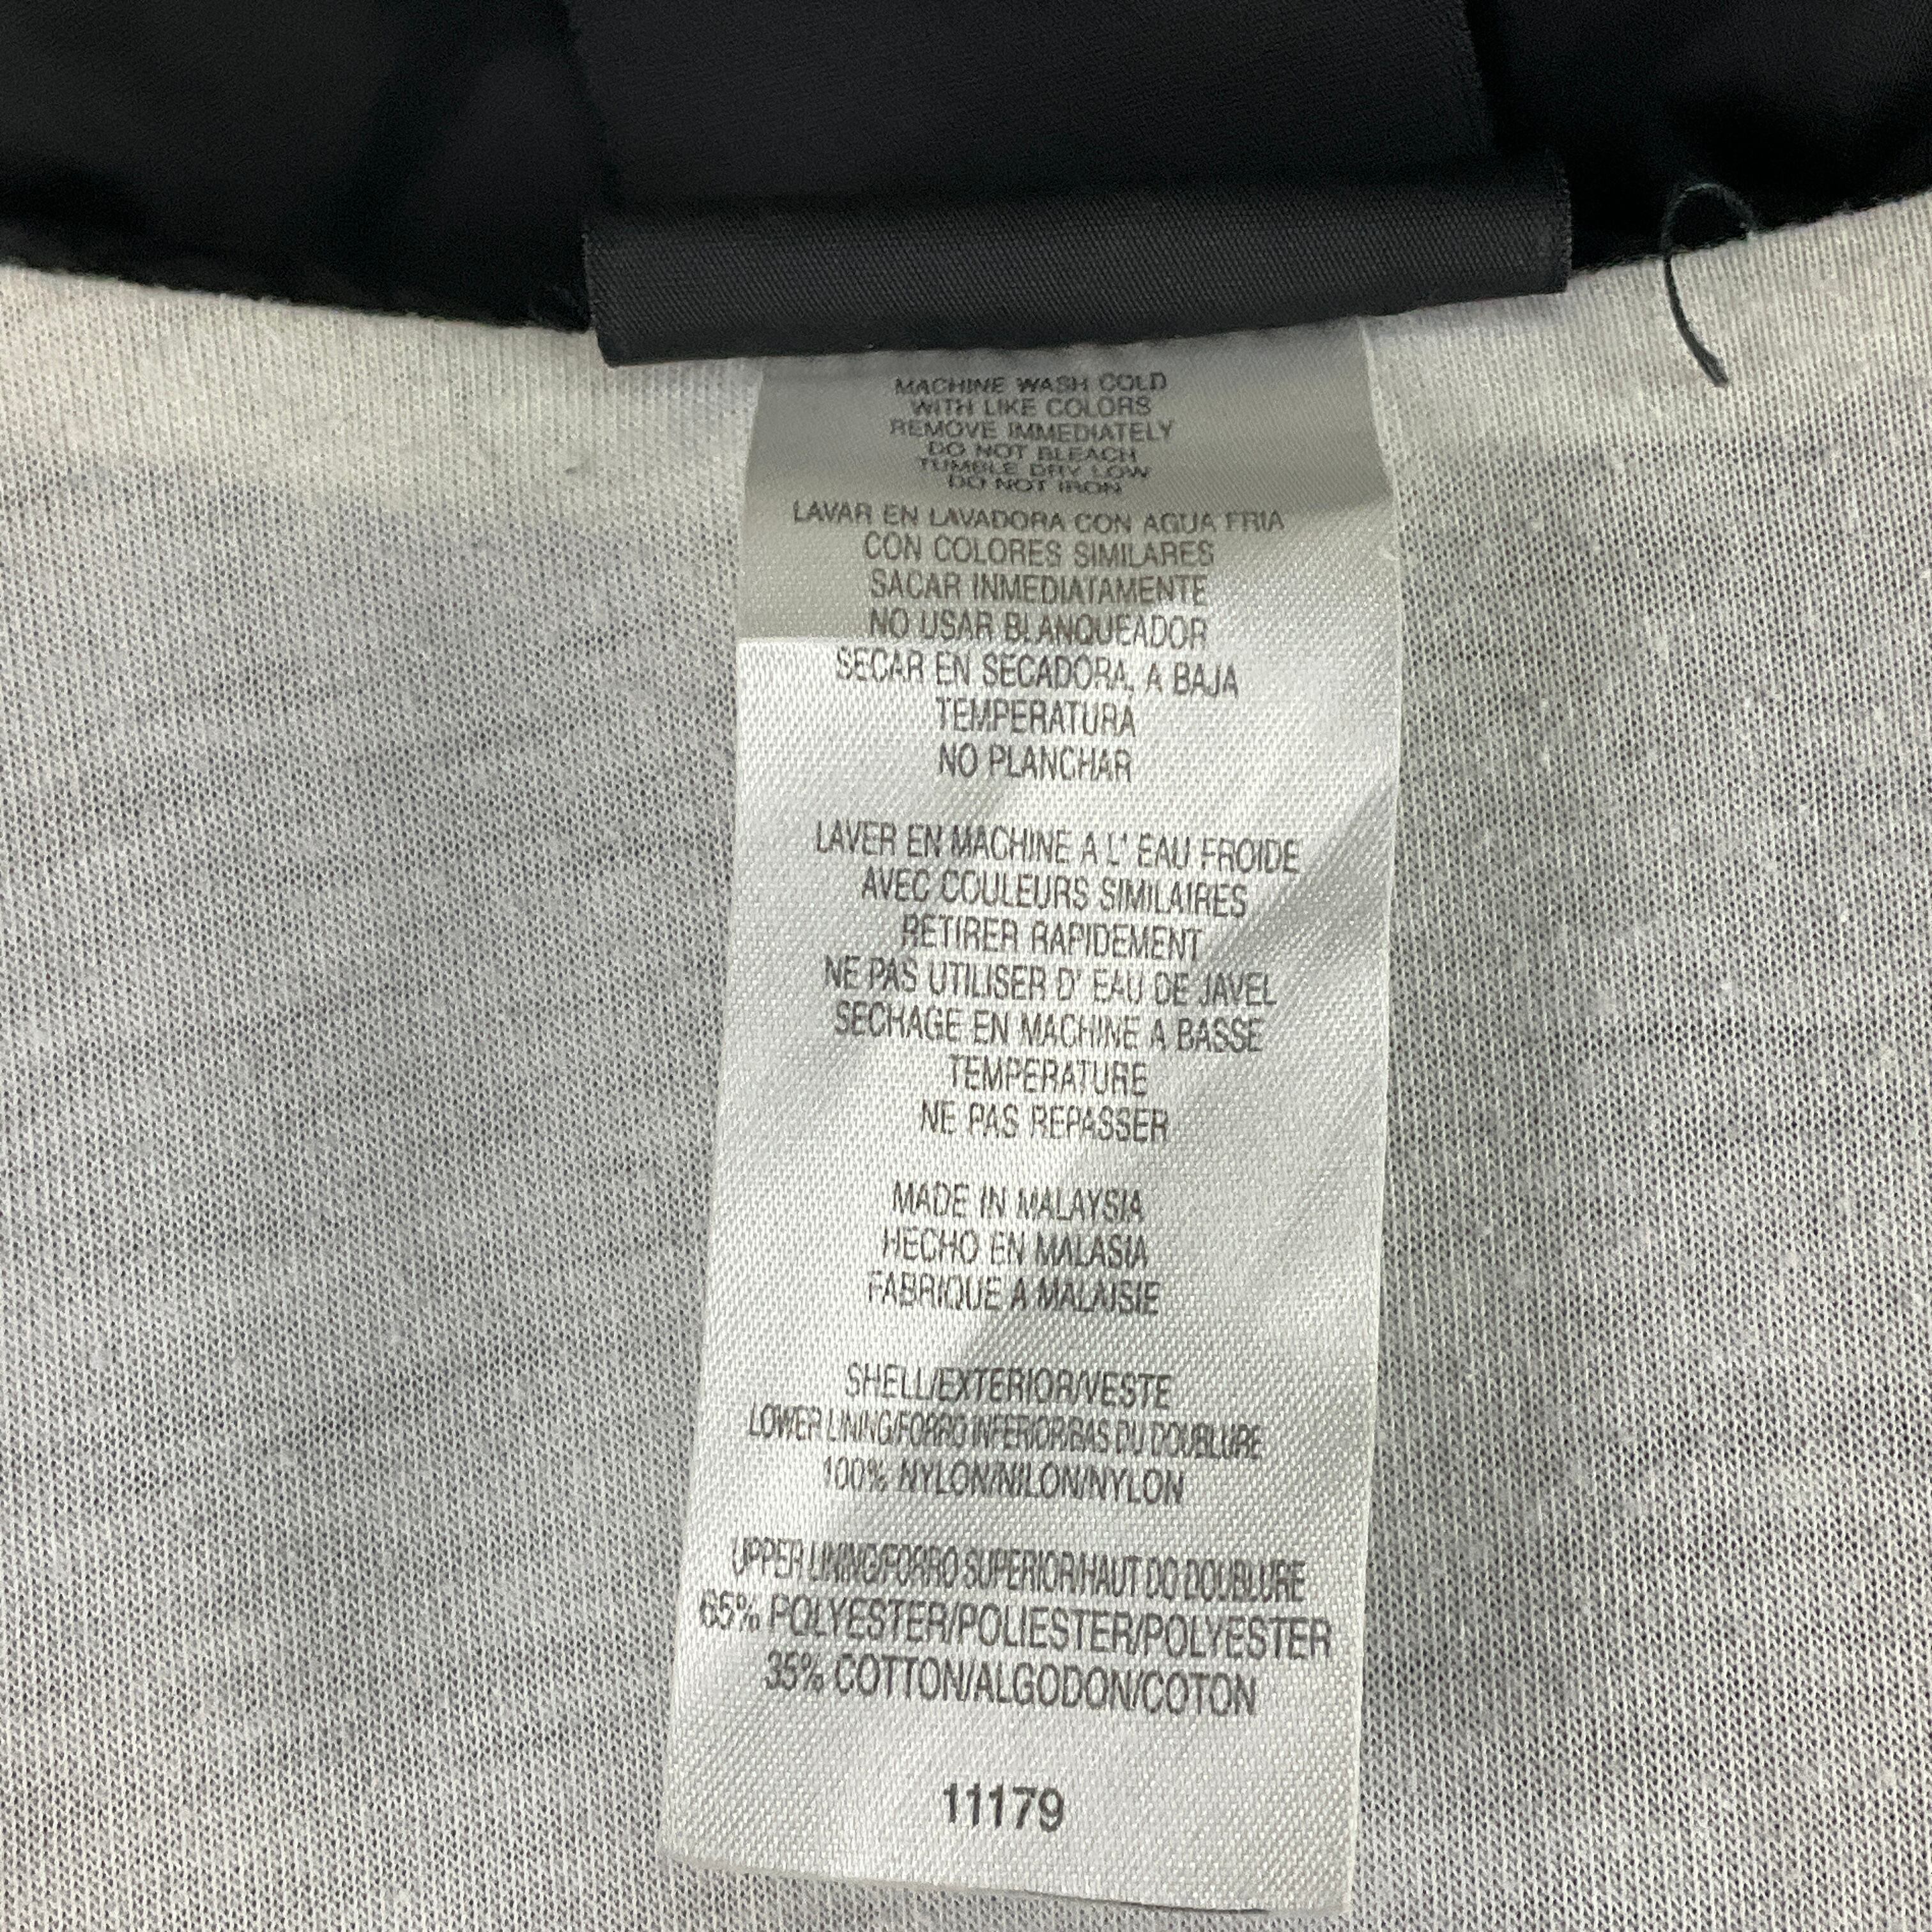 MACHINE WASH COLD
WITH LIKE COLORS
REMOVE IMMEDIATELY
DO NOT BLEACH
TUMBLE DRY LOW
DO NOT IRON
LAVAR EN LAVADORA CON AGUA FRIA
CON COLORES SIMILARES
SACAR INMEDIATAMENTE
NO USAR BLANQUEADOR
SECAR EN SECADORA, A BAJA
TEMPERATURA
NO PLANCHAR
LAVER EN MACHINE A L' EAU FROIDE
AVEC COULEURS SIMILAIRES
RETIRER RAPIDEMENT
NE PAS UTILISER D' EAU DE JAVEL
SECHAGE EN MACHINE A BASSE
TEMPERATURE
NE PAS REPASSER
MADE IN MALAYSIA
HECHO EN MALASIA
FABRIQUE A MALAISIE
SHELL/EXTERIOR/VESTE
LOWER LINING/FORRO INFERIOR/BAS DU DOUBLURE
100% NYLON/NILON/NYLON
UPPER LINING/FORRO SUPERIOR/HAUT DO DOUBLURE
65% POLYESTER/POLIESTER/POLYESTER
35% COTTON/ALGODON/COTON
11179